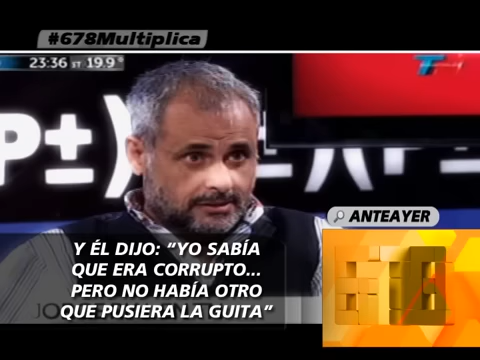 #678Multiplica
23:36 ST 19.9°
P±)
(P±
ANTEAYER
Y ÉL DIJO: “YO SABÍA
QUE ERA CORRUPTO...
PERO NO HABÍA OTRO
QUE PUSIERA LA GUITA”
678